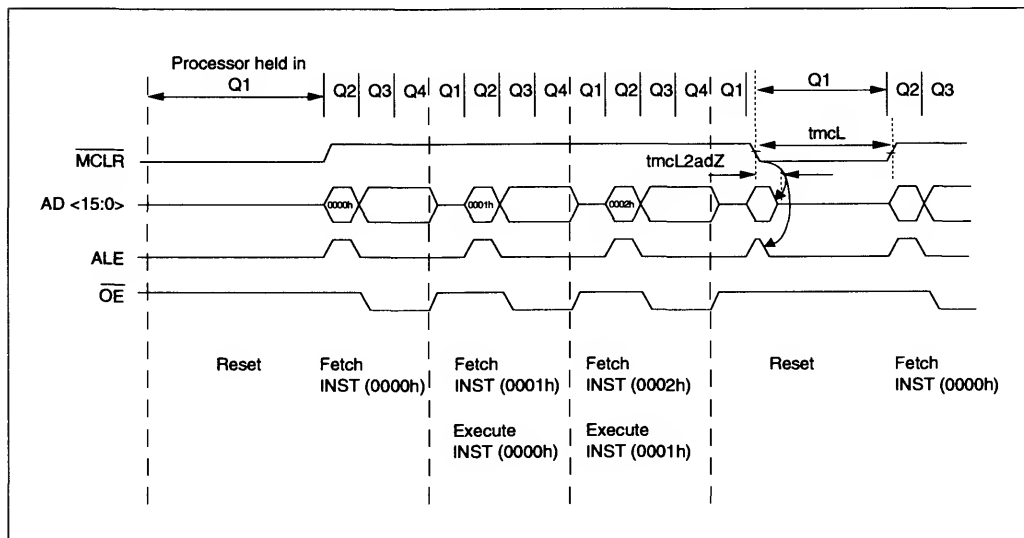 Processor held in
Q1
Q2 Q3 Q4 Q1 Q2 Q3 Q4 Q1 Q2 Q3 Q4 Q1 Q1 Q2 Q3
tmcL
MCLR
tmcL2adZ
AD <15:0>
0000h 0001h 0002h
ALE
OE
Reset Fetch Fetch Fetch Reset Fetch
INST (0000h) INST (0001h) INST (0002h) INST (0000h)
Execute Execute
INST (0000h) INST (0001h)